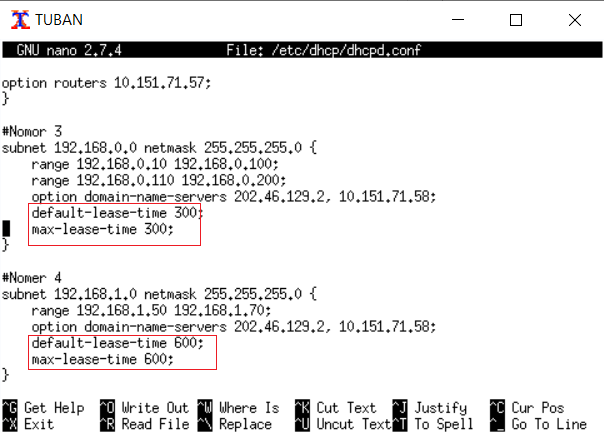 TUBAN
GNU nano 2.7.4 File: /etc/dhcp/dhcpd.conf
option routers 10.151.71.57;
}
#Nomor 3
subnet 192.168.0.0 netmask 255.255.255.0 {
range 192.168.0.10 192.168.0.100;
range 192.168.0.110 192.168.0.200;
option domain-name-servers 202.46.129.2, 10.151.71.58;
default-lease-time 300;
max-lease-time 300;
}
#Nomer 4
subnet 192.168.1.0 netmask 255.255.255.0 {
range 192.168.1.50 192.168.1.70;
option domain-name-servers 202.46.129.2, 10.151.71.58;
default-lease-time 600;
max-lease-time 600;
}
^G Get Help ^O Write Out ^W Where Is ^K Cut Text ^J Justify ^C Cur Pos
^X Exit ^R Read File ^\ Replace ^U Uncut Text ^T To Spell ^_ Go To Line